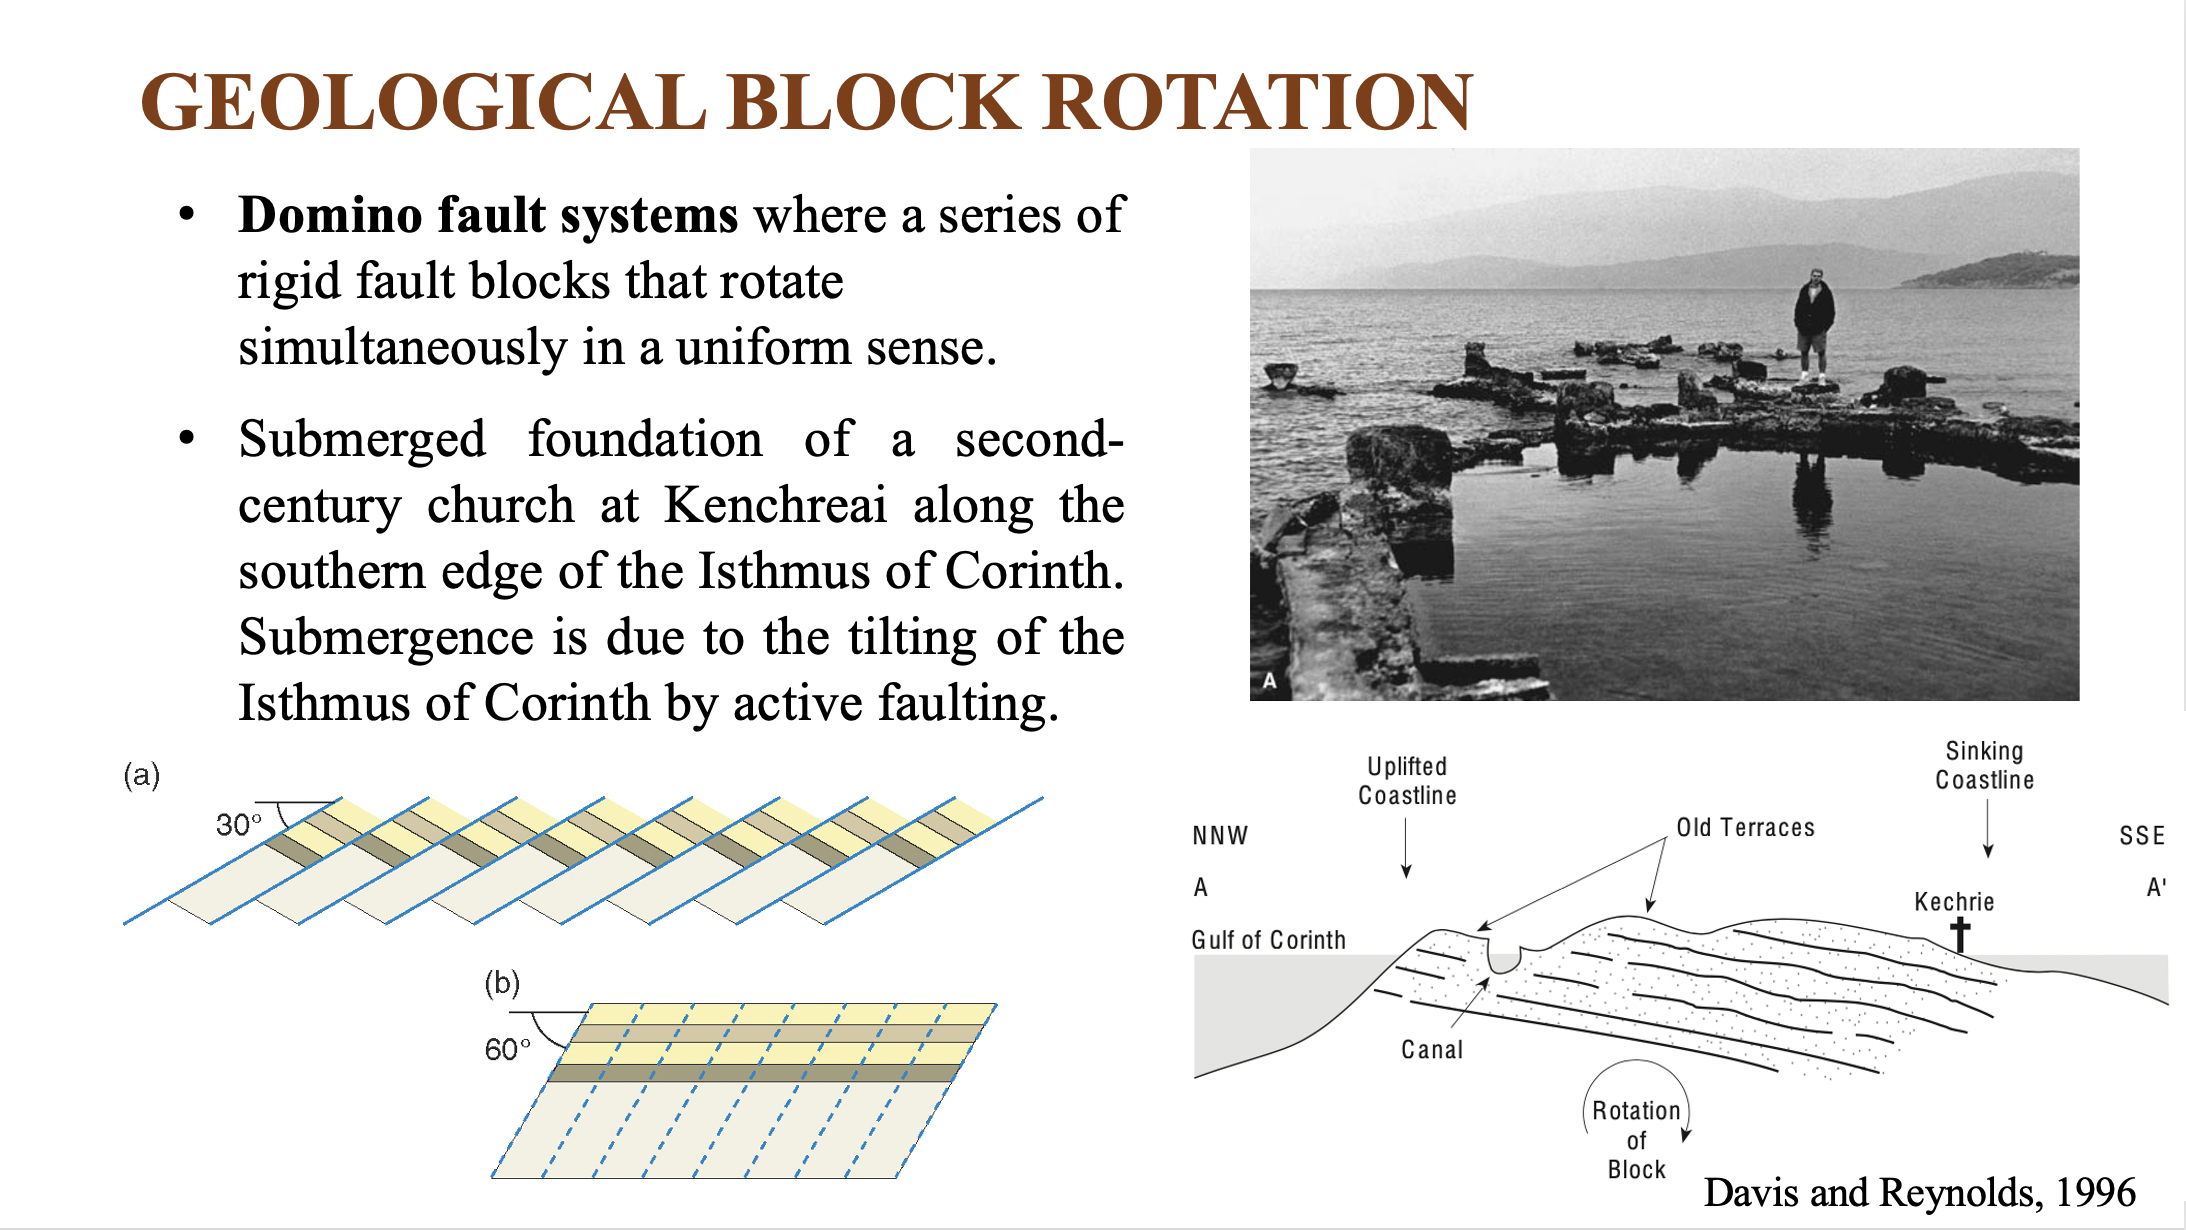 GEOLOGICAL BLOCK ROTATION
• Domino fault systems where a series of
rigid fault blocks that rotate
simultaneously in a uniform sense.
• Submerged foundation of a second-
century church at Kenchreai along the
southern edge of the Isthmus of Corinth.
Submergence is due to the tilting of the
Isthmus of Corinth by active faulting.
A
(a)
30°
(b)
60°
Uplifted
Coastline
Sinking
Coastline
NNW
Old Terraces
SSE
A
A'
Kechrie
Gulf of Corinth
Canal
Rotation
of
Block
Davis and Reynolds, 1996